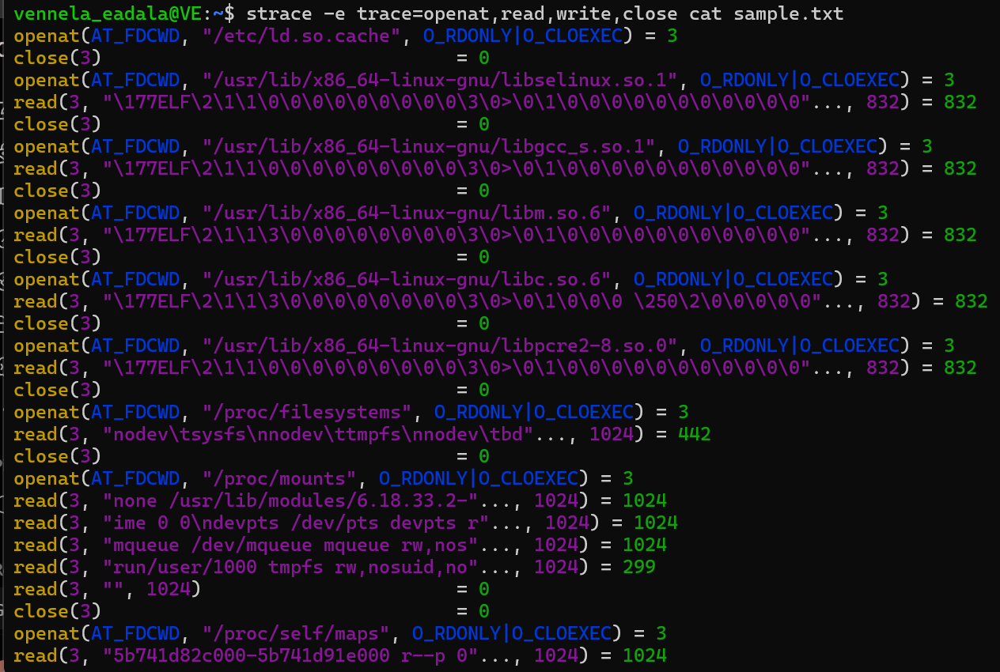 vennela_eadala@VE:~$ strace -e trace=openat,read,write,close cat sample.txt
openat(AT_FDCWD, "/etc/ld.so.cache", O_RDONLY|O_CLOEXEC) = 3
close(3)                                = 0
openat(AT_FDCWD, "/usr/lib/x86_64-linux-gnu/libselinux.so.1", O_RDONLY|O_CLOEXEC) = 3
read(3, "\177ELF\2\1\1\0\0\0\0\0\0\0\0\0\3\0>\0\1\0\0\0\0\0\0\0\0\0\0\0"..., 832) = 832
close(3)                                = 0
openat(AT_FDCWD, "/usr/lib/x86_64-linux-gnu/libgcc_s.so.1", O_RDONLY|O_CLOEXEC) = 3
read(3, "\177ELF\2\1\1\0\0\0\0\0\0\0\0\0\3\0>\0\1\0\0\0\0\0\0\0\0\0\0\0"..., 832) = 832
close(3)                                = 0
openat(AT_FDCWD, "/usr/lib/x86_64-linux-gnu/libm.so.6", O_RDONLY|O_CLOEXEC) = 3
read(3, "\177ELF\2\1\1\3\0\0\0\0\0\0\0\0\3\0>\0\1\0\0\0\0\0\0\0\0\0\0\0"..., 832) = 832
close(3)                                = 0
openat(AT_FDCWD, "/usr/lib/x86_64-linux-gnu/libc.so.6", O_RDONLY|O_CLOEXEC) = 3
read(3, "\177ELF\2\1\1\3\0\0\0\0\0\0\0\0\3\0>\0\1\0\0\0 \250\2\0\0\0\0\0"..., 832) = 832
close(3)                                = 0
openat(AT_FDCWD, "/usr/lib/x86_64-linux-gnu/libpcre2-8.so.0", O_RDONLY|O_CLOEXEC) = 3
read(3, "\177ELF\2\1\1\0\0\0\0\0\0\0\0\0\3\0>\0\1\0\0\0\0\0\0\0\0\0\0\0"..., 832) = 832
close(3)                                = 0
openat(AT_FDCWD, "/proc/filesystems", O_RDONLY|O_CLOEXEC) = 3
read(3, "nodev\tsysfs\nnodev\ttmpfs\nnodev\tbd"..., 1024) = 442
close(3)                                = 0
openat(AT_FDCWD, "/proc/mounts", O_RDONLY|O_CLOEXEC) = 3
read(3, "none /usr/lib/modules/6.18.33.2-"..., 1024) = 1024
read(3, "ime 0 0\ndevpts /dev/pts devpts r"..., 1024) = 1024
read(3, "mqueue /dev/mqueue mqueue rw,nos"..., 1024) = 1024
read(3, "run/user/1000 tmpfs rw,nosuid,no"..., 1024) = 299
read(3, "", 1024)                       = 0
close(3)                                = 0
openat(AT_FDCWD, "/proc/self/maps", O_RDONLY|O_CLOEXEC) = 3
read(3, "5b741d82c000-5b741d91e000 r--p 0"..., 1024) = 1024